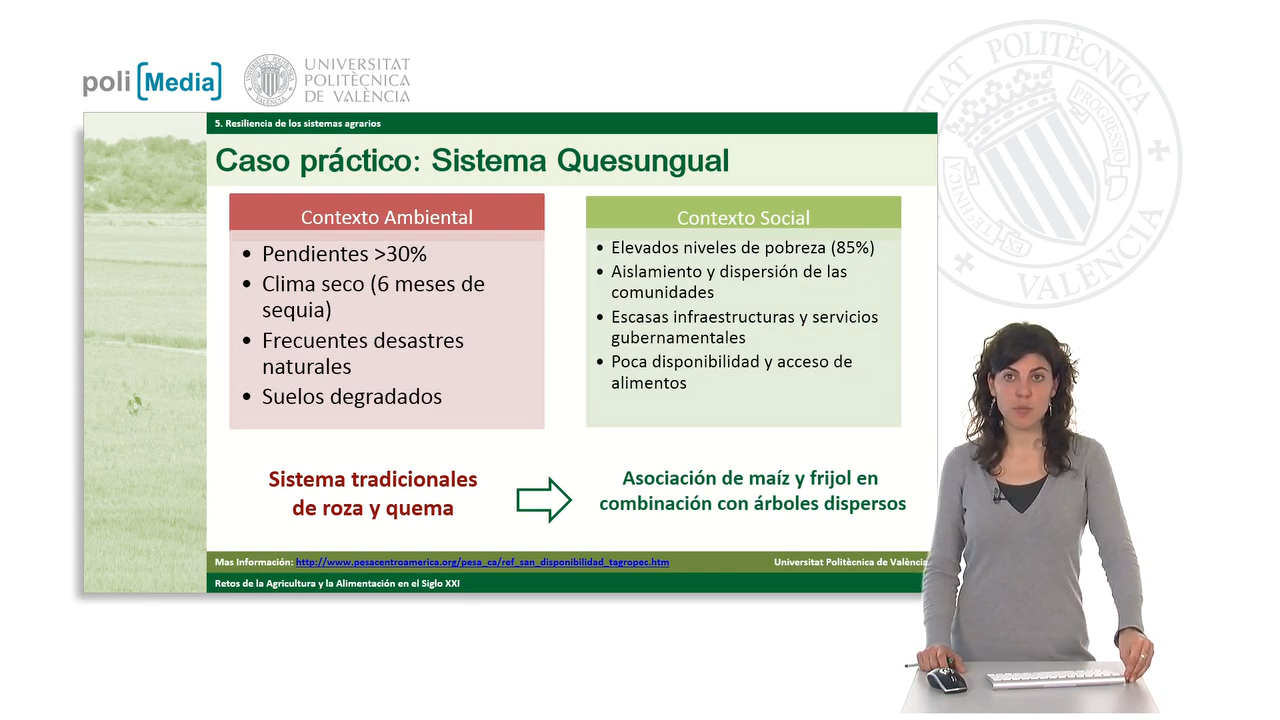 poli [Media]
UNIVERSITAT
POLITÈCNICA
DE VALÈNCIA
POLITÈCNICA
VALÈNCIA
PROGRESSIO
5. Resiliencia de los sistemas agrarios
Caso práctico: Sistema Quesungual
Contexto Ambiental
• Pendientes >30%
• Clima seco (6 meses de
sequia)
• Frecuentes desastres
naturales
• Suelos degradados
Contexto Social
• Elevados niveles de pobreza (85%)
• Aislamiento y dispersión de las
comunidades
• Escasas infraestructuras y servicios
gubernamentales
• Poca disponibilidad y acceso de
alimentos
Sistema tradicionales
de roza y quema
Asociación de maíz y frijol en
combinación con árboles dispersos
Mas Información: http://www.pesacentroamerica.org/pesa_ca/ref_san_disponibilidad_tagropec.htm
Universitat Politècnica de València
Retos de la Agricultura y la Alimentación en el Siglo XXI